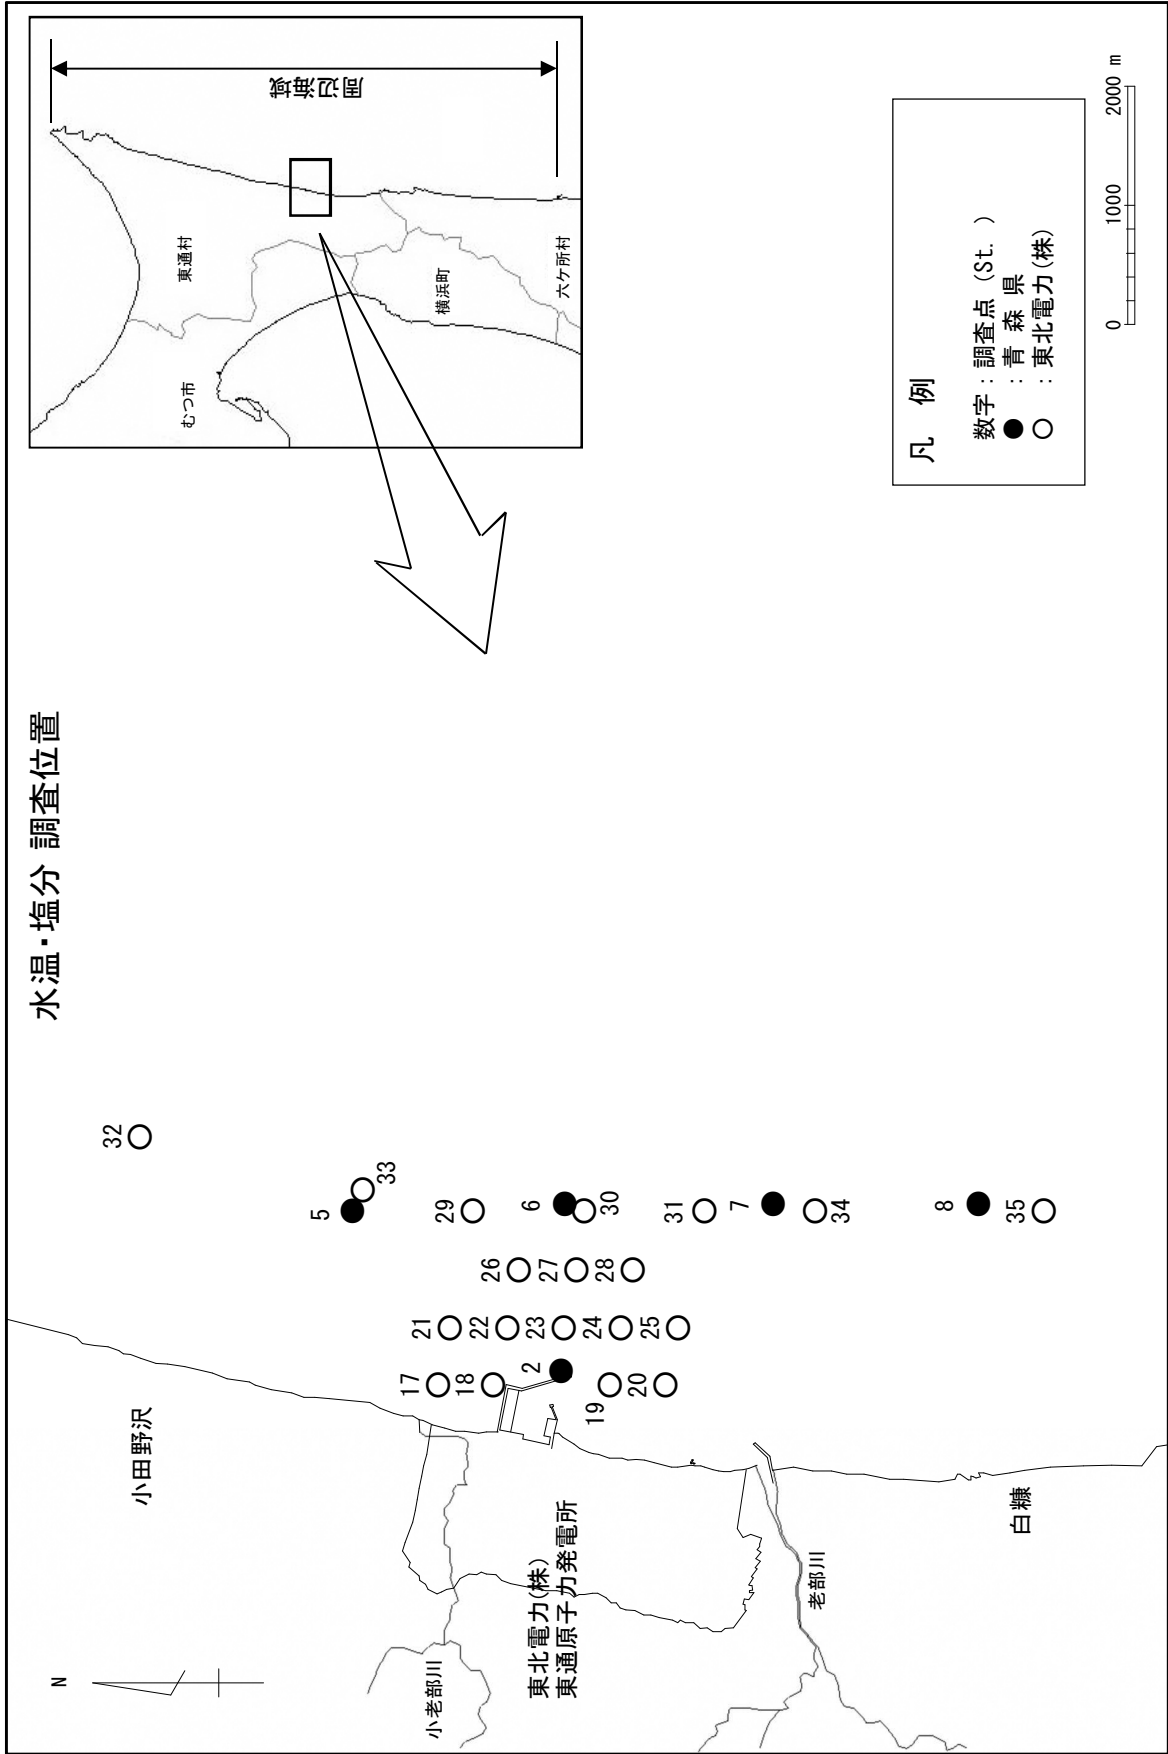 水温・塩分 調査位置
N
小田野沢
小老部川
東北電力(株)
東通原子力発電所
老部川
白糠
17
18
2
19
20
21
22
23
24
25
26
27
28
5
33
29
6
30
31
7
34
8
35
32
むつ市
東通村
横浜町
六ケ所村
周辺海域
凡 例
数字：調査点 (St. )
● ：青 森 県
○ ：東北電力(株)
0 1000 2000 m